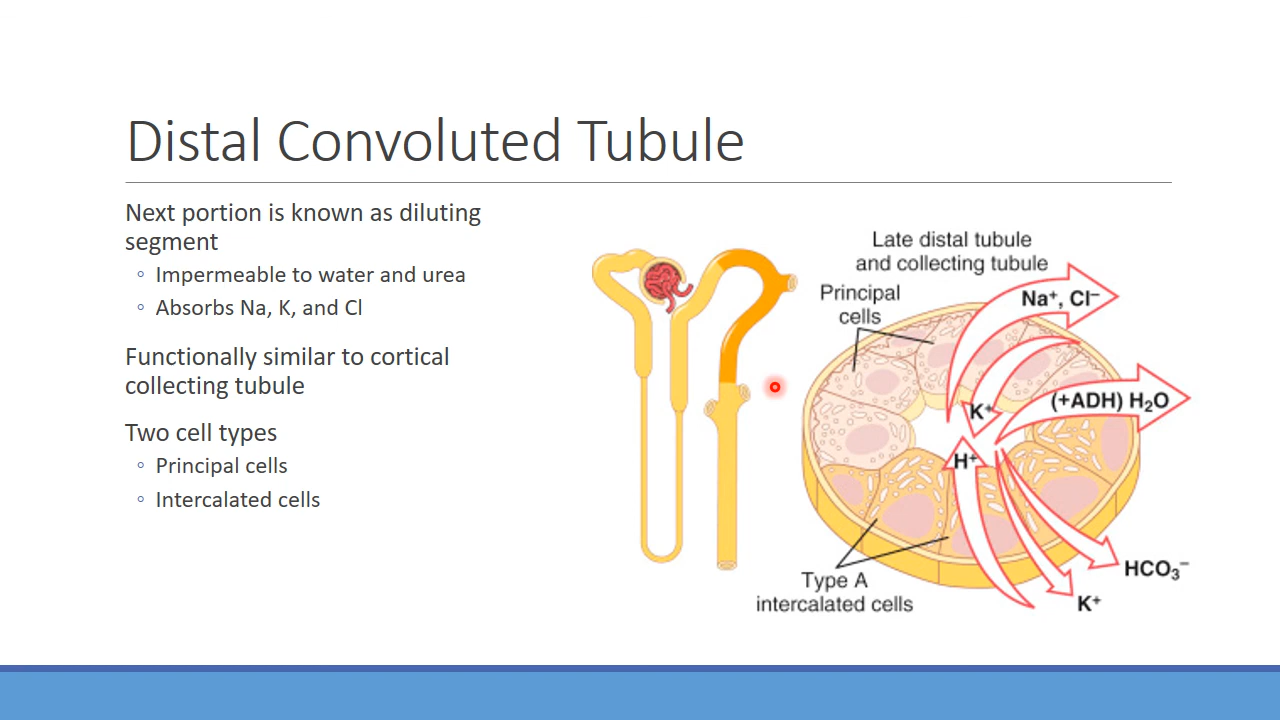 Distal Convoluted Tubule
Next portion is known as diluting
segment
◦ Impermeable to water and urea
◦ Absorbs Na, K, and Cl
Functionally similar to cortical
collecting tubule
Two cell types
◦ Principal cells
◦ Intercalated cells
Late distal tubule
and collecting tubule
Principal
cells
Na⁺, Cl⁻
K⁺
(+ADH) H₂O
H⁺
Type A
intercalated cells
HCO₃⁻
K⁺